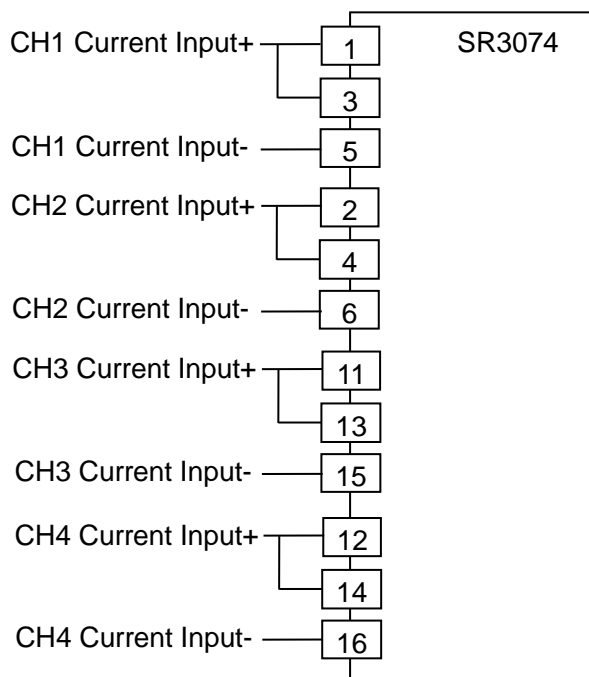 CH1 Current Input+ 1 SR3074
3
CH1 Current Input- 5
CH2 Current Input+ 2
4
CH2 Current Input- 6
CH3 Current Input+ 11
13
CH3 Current Input- 15
CH4 Current Input+ 12
14
CH4 Current Input- 16